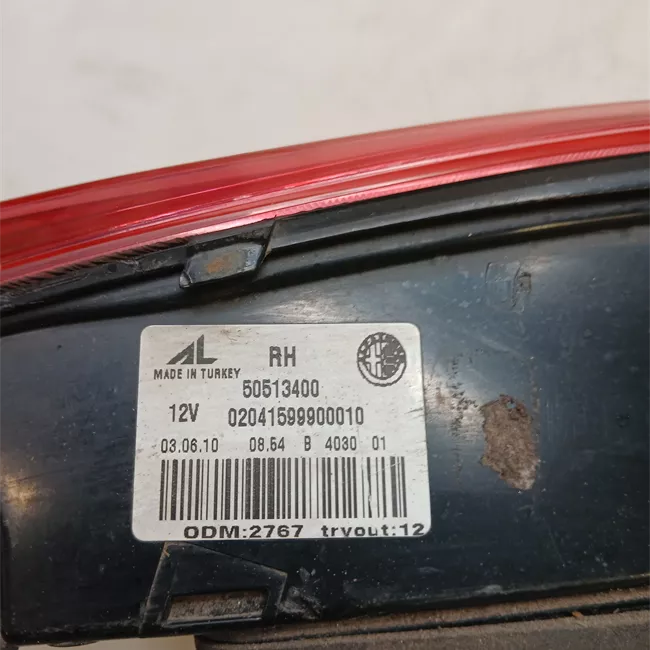 AL RH
MADE IN TURKEY
50513400
12V 02041599900010
03.06.10 08.54 B 4030 01
ODM:2767 tryout:12